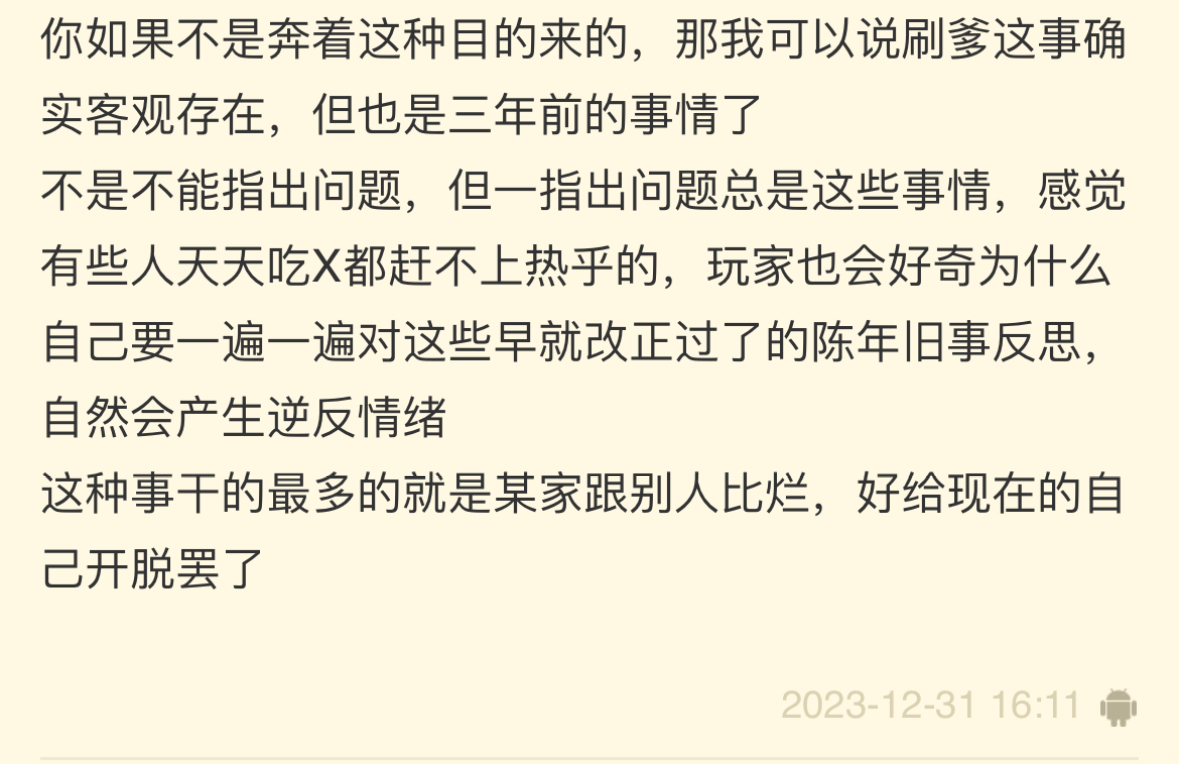 你如果不是奔着这种目的来的，那我可以说刷爹这事确
实客观存在，但也是三年前的事情了
不是不能指出问题，但一指出问题总是这些事情，感觉
有些人天天吃X都赶不上热乎的，玩家也会好奇为什么
自己要一遍一遍对这些早就改正过了的陈年旧事反思，
自然会产生逆反情绪
这种事干的最多的就是某家跟别人比烂，好给现在的自
己开脱罢了
2023-12-31 16:11